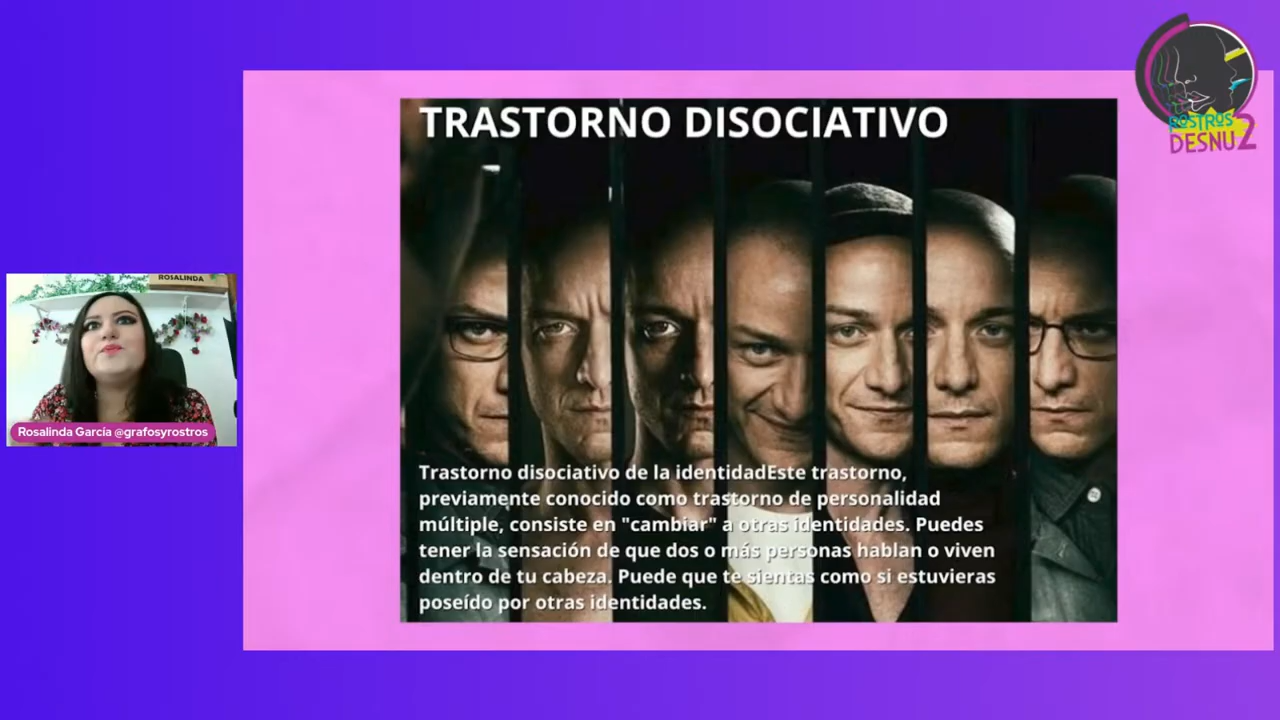 ROSTROS
DESNU2
TRASTORNO DISOCIATIVO
ROSALINDA
Rosalinda García @grafosyrostros
Trastorno disociativo de la identidadEste trastorno,
previamente conocido como trastorno de personalidad
múltiple, consiste en "cambiar" a otras identidades. Puedes
tener la sensación de que dos o más personas hablan o viven
dentro de tu cabeza. Puede que te sientas como si estuvieras
poseído por otras identidades.